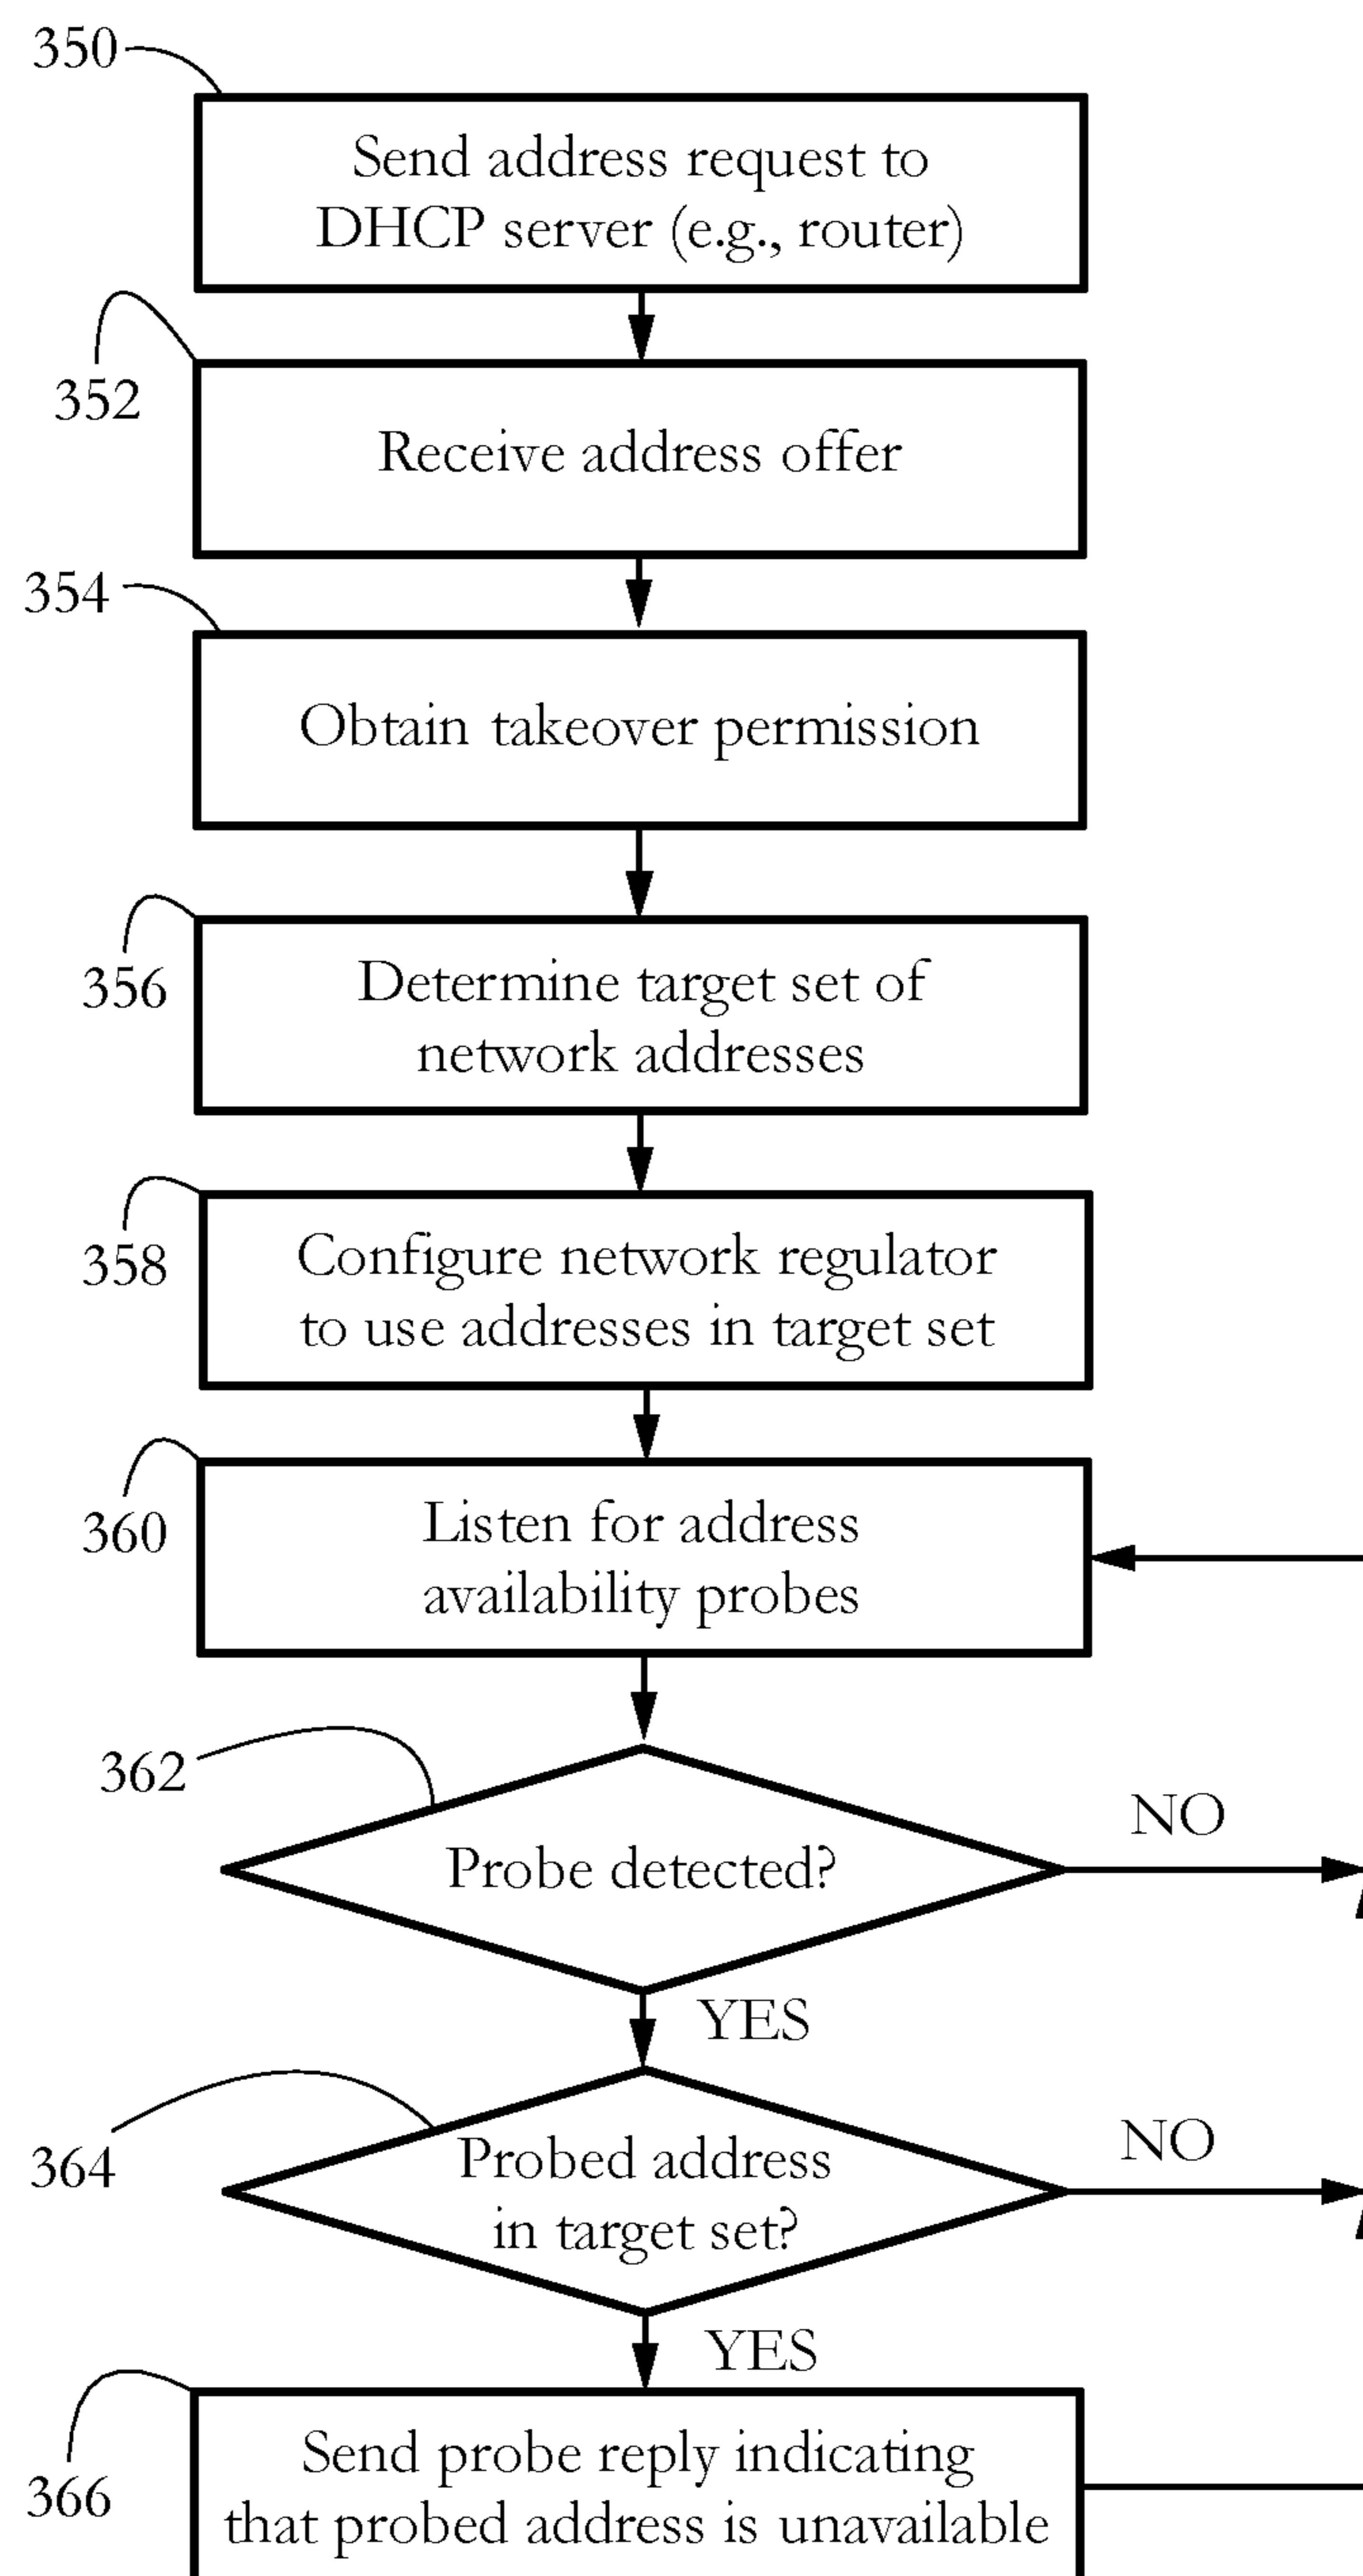 350
Send address request to
DHCP server (e.g., router)
352
Receive address offer
354
Obtain takeover permission
356
Determine target set of
network addresses
358
Configure network regulator
to use addresses in target set
360
Listen for address
availability probes
362
Probe detected?
NO
YES
364
Probed address
in target set?
NO
YES
366
Send probe reply indicating
that probed address is unavailable